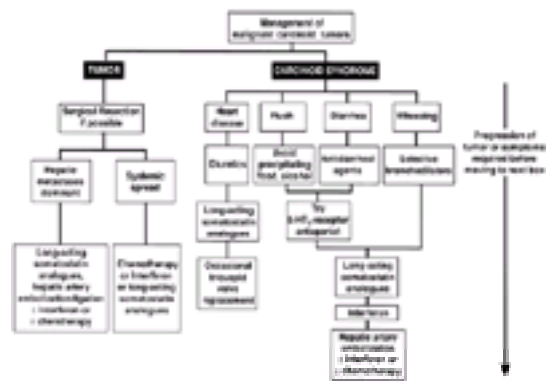 Management of
malignant carcinoid tumors
TUMOR
CARCINOID SYNDROME
Surgical Resection
if possible
Heart
disease
Flush
Diarrhea
Wheezing
Progression of
tumor or symptoms
required before
moving to next box
Hepatic
metastases
dominant
Systemic
spread
Diuretics
Avoid
precipitating
food, alcohol
Antidiarrheal
agents
Selective
bronchodilators
Long-acting
somatostatin
analogues
Try
5-HT receptor
antagonist
Long-acting
somatostatin
analogues,
hepatic artery
embolization/ligation
± interferon or
± chemotherapy
Chemotherapy
or interferon
or long-acting
somatostatin
analogues
Occasional
tricuspid
valve
replacement
Long-acting
somatostatin
analogues
Interferon
Hepatic artery
embolization
± interferon or
± chemotherapy